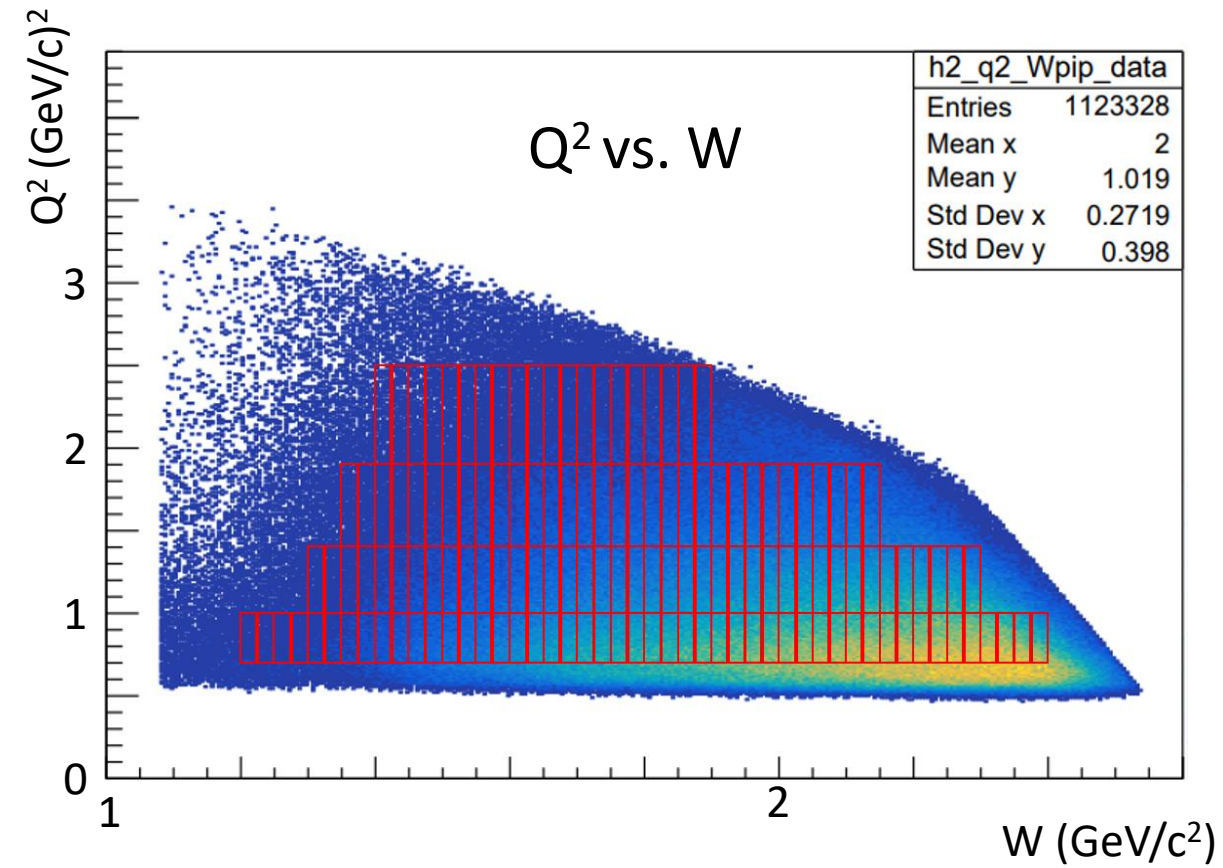 Q² (GeV/c)²
Q² vs. W
h2_q2_Wpip_data
Entries 1123328
Mean x 2
Mean y 1.019
Std Dev x 0.2719
Std Dev y 0.398
3
2
1
0
1
2
W (GeV/c²)